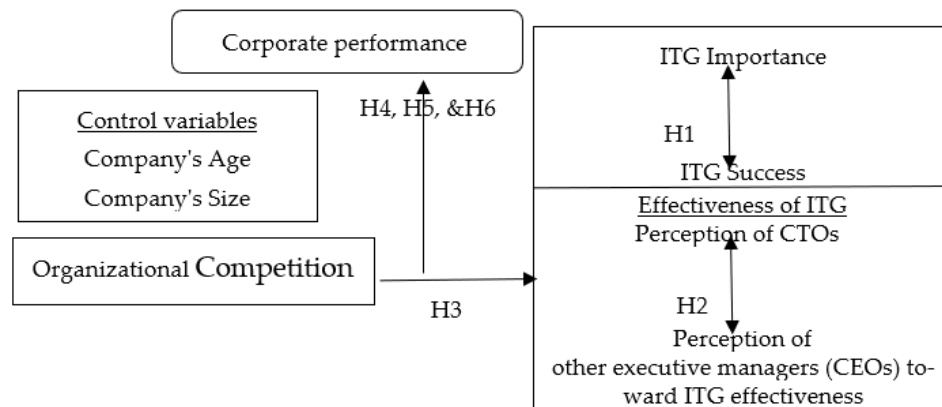 Corporate performance
H4, H5, &H6
Control variables
Company's Age
Company's Size
Organizational Competition
H3
ITG Importance
H1
ITG Success
Effectiveness of ITG
Perception of CTOs
H2
Perception of
other executive managers (CEOs) to-
ward ITG effectiveness